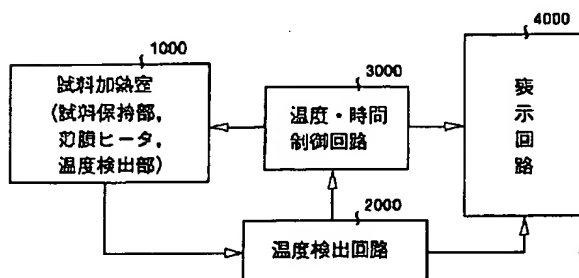 1000
試料加熱室
(試料保持部,
薄膜ヒータ,
温度検出部)
3000
温度・時間
制御回路
4000
表
示
回
路
2000
温度検出回路